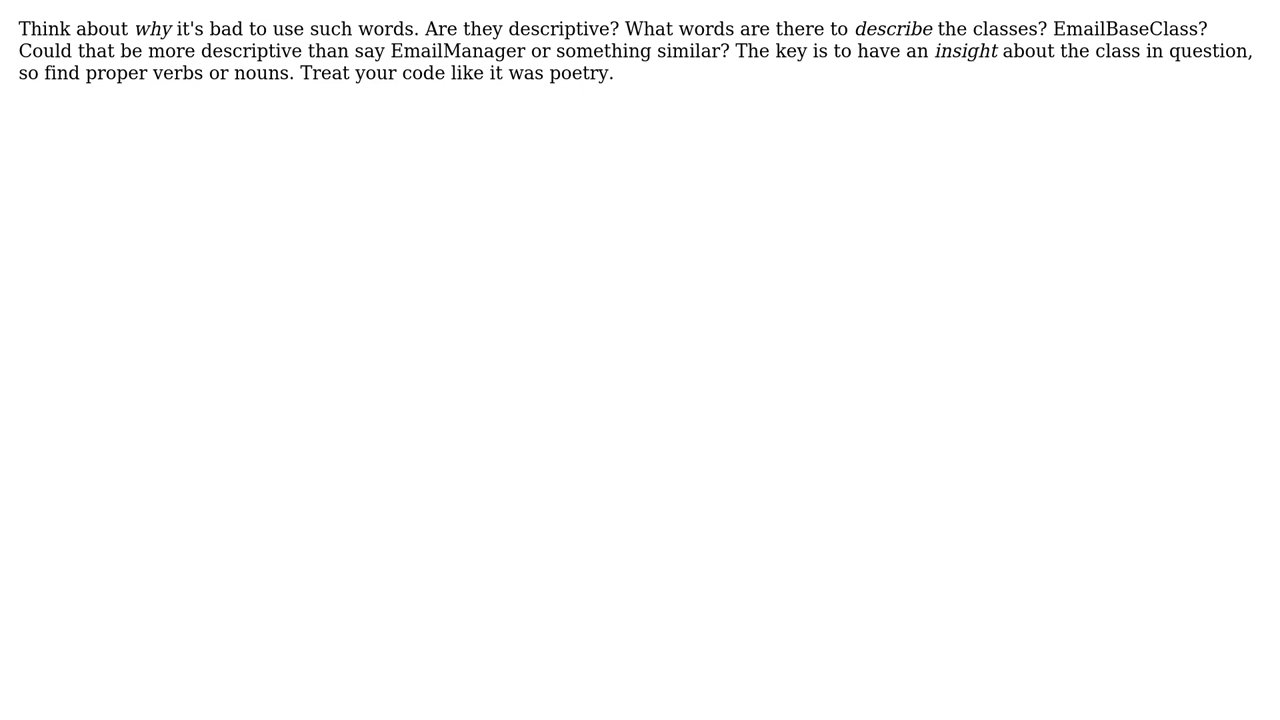 Think about why it's bad to use such words. Are they descriptive? What words are there to describe the classes? EmailBaseClass?
Could that be more descriptive than say EmailManager or something similar? The key is to have an insight about the class in question,
so find proper verbs or nouns. Treat your code like it was poetry.